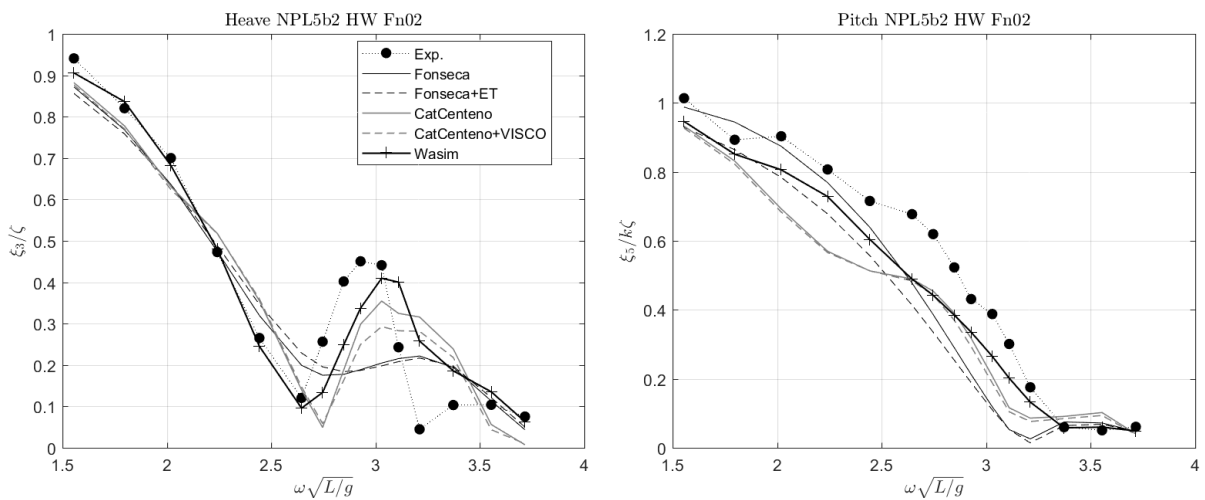 Heave NPL5b2 HW Fn02
1
0.9
0.8
0.7
0.6
0.5
0.4
0.3
0.2
0.1
0
ξ₃/ζ
Exp.
Fonseca
Fonseca+ET
CatCenteno
CatCenteno+VISCO
Wasim
1.5 2 2.5 3 3.5 4
ω√L/g
Pitch NPL5b2 HW Fn02
1.2
1
0.8
0.6
0.4
0.2
0
ξ₅/kζ
1.5 2 2.5 3 3.5 4
ω√L/g